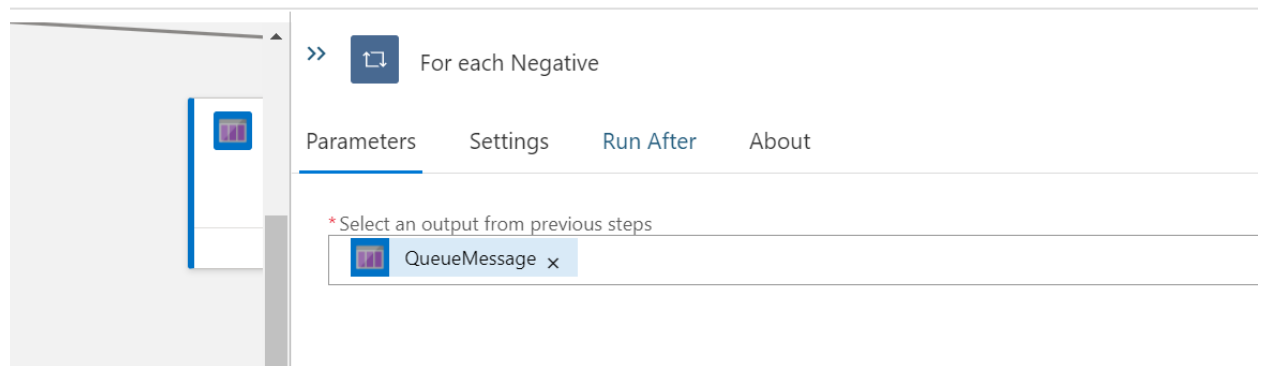 For each Negative
Parameters Settings Run After About
*Select an output from previous steps
QueueMessage ×